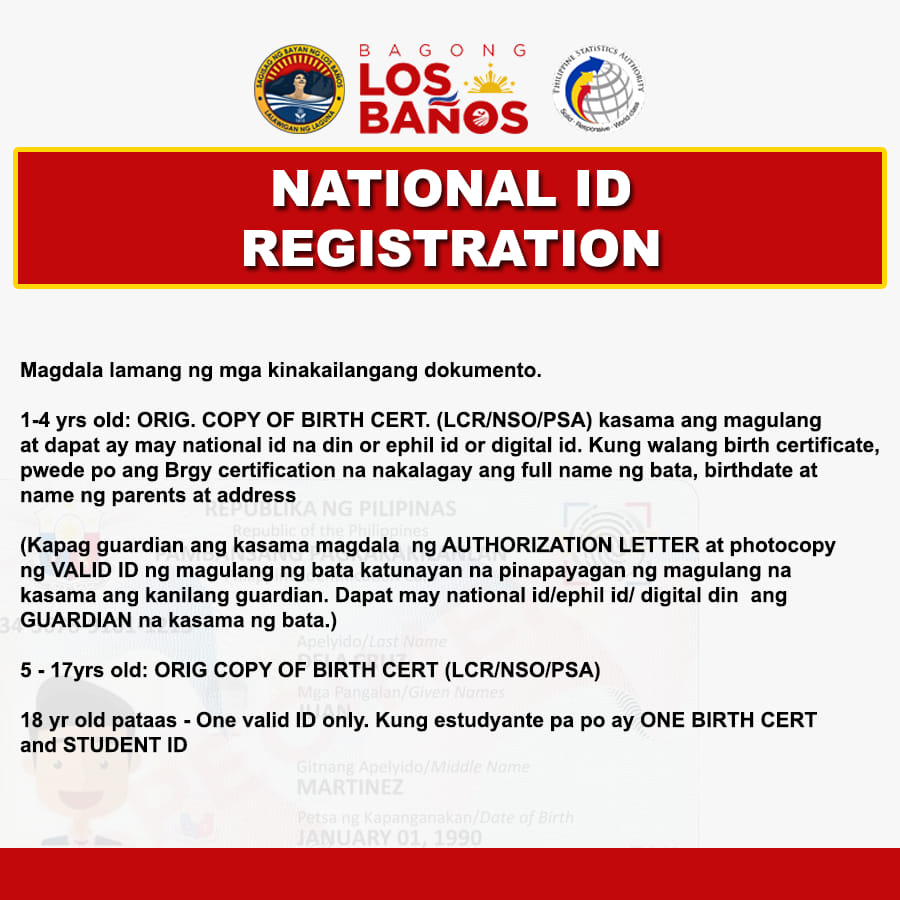 SAGISAG NG BAYAN NG LOS BAÑOS
LALAWIGAN NG LAGUNA
BAGONG
LOS
BAÑOS
PHILIPPINE STATISTICS AUTHORITY
Solid · Responsive · World-class
NATIONAL ID
REGISTRATION
Magdala lamang ng mga kinakailangang dokumento.
1-4 yrs old: ORIG. COPY OF BIRTH CERT. (LCR/NSO/PSA) kasama ang magulang
at dapat ay may national id na din or ephil id or digital id. Kung walang birth certificate,
pwede po ang Brgy certification na nakalagay ang full name ng bata, birthdate at
name ng parents at address
REPUBLIKA NG PILIPINAS
Republic of the Philippines
(Kapag guardian ang kasama magdala  ng AUTHORIZATION LETTER at photocopy
PAMBANSANG PAGKAKAKILANLAN
ng VALID ID ng magulang ng bata katunayan na pinapayagan ng magulang na
kasama ang kanilang guardian. Dapat may national id/ephil id/ digital din  ang
GUARDIAN na kasama ng bata.)
Apelyido/Last Name
DELA CRUZ
5 - 17yrs old: ORIG COPY OF BIRTH CERT (LCR/NSO/PSA)
Mga Pangalan/Given Names
JUAN
18 yr old pataas - One valid ID only. Kung estudyante pa po ay ONE BIRTH CERT
and STUDENT ID
Gitnang Apelyido/Middle Name
MARTINEZ
Petsa ng Kapanganakan/Date of Birth
JANUARY 01, 1990